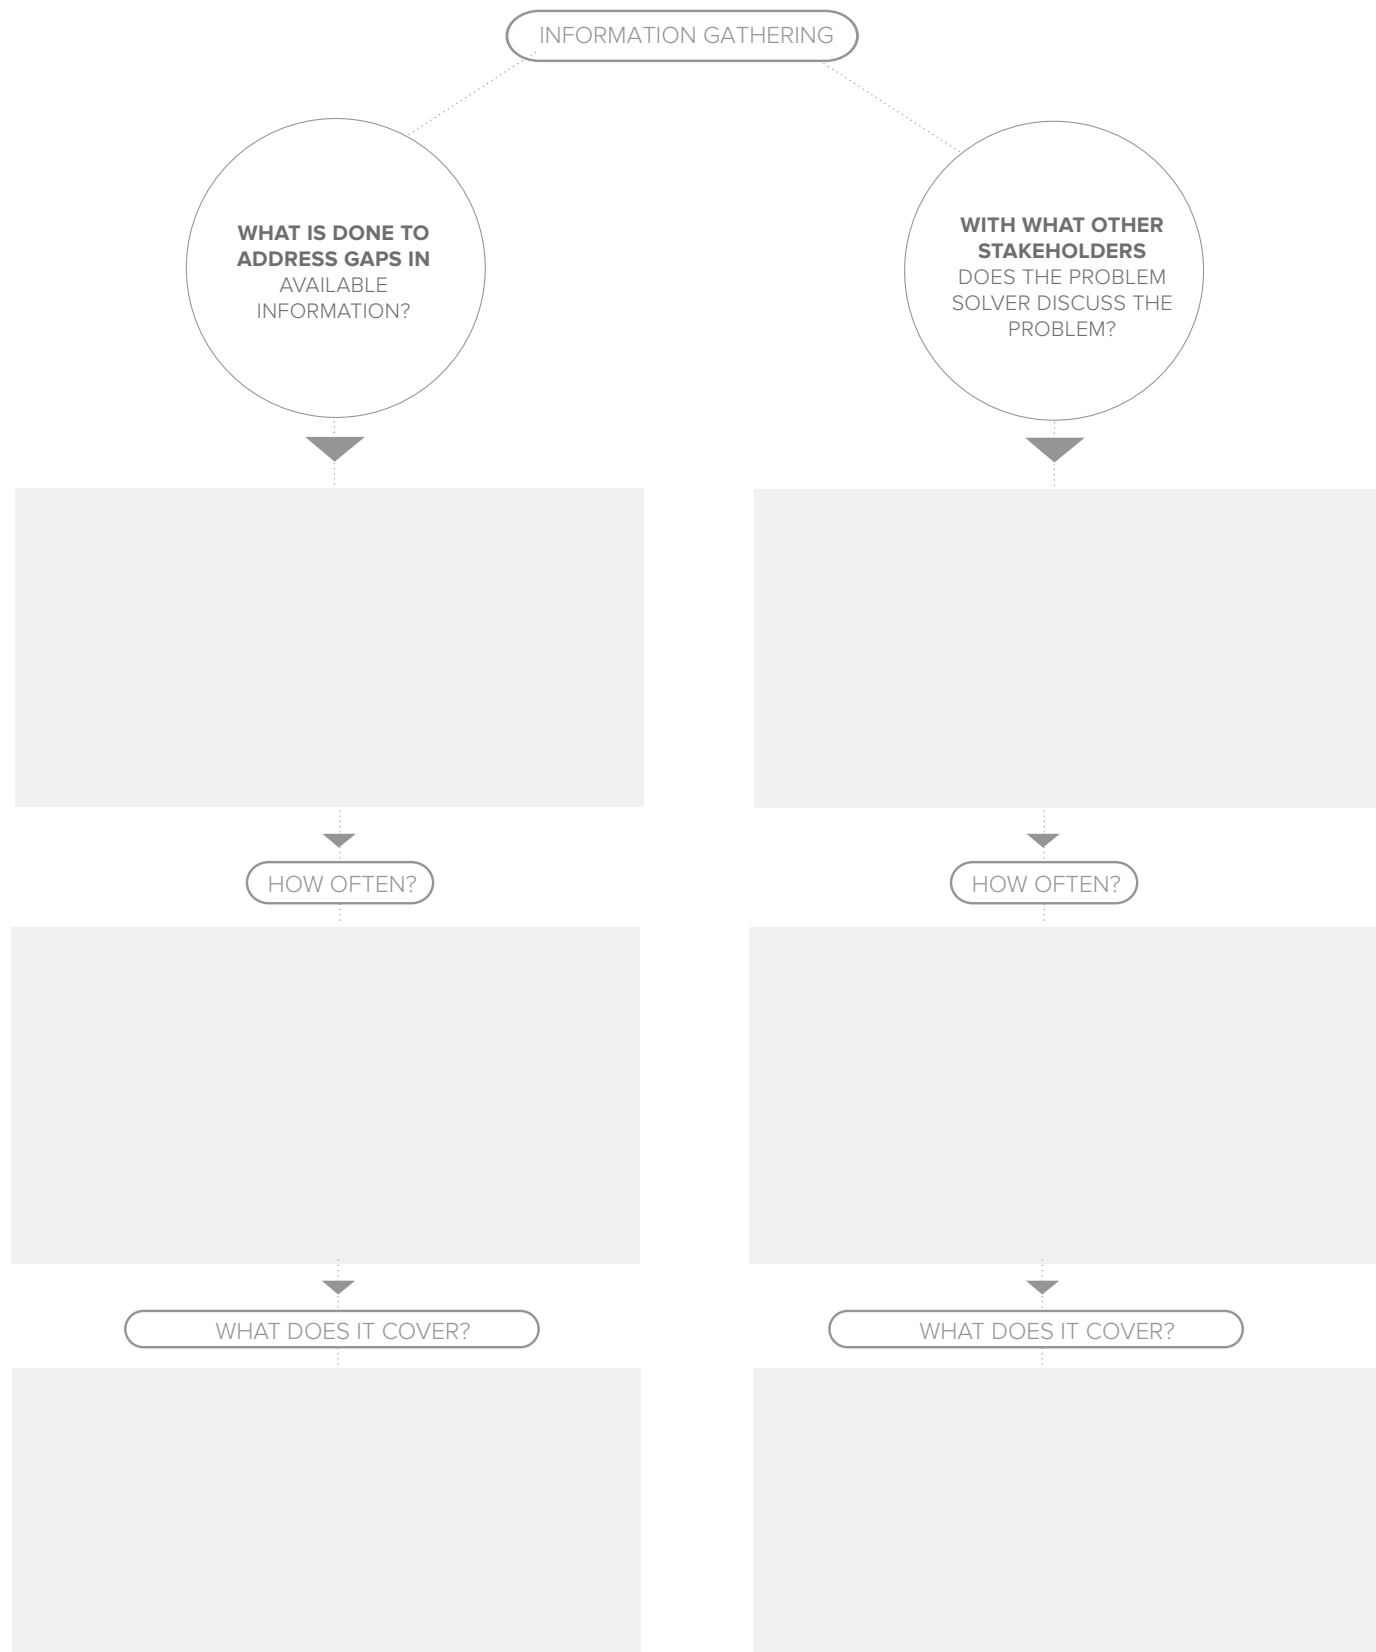 INFORMATION GATHERING
WHAT IS DONE TO
ADDRESS GAPS IN
AVAILABLE
INFORMATION?
WITH WHAT OTHER
STAKEHOLDERS
DOES THE PROBLEM
SOLVER DISCUSS THE
PROBLEM?
HOW OFTEN?
HOW OFTEN?
WHAT DOES IT COVER?
WHAT DOES IT COVER?